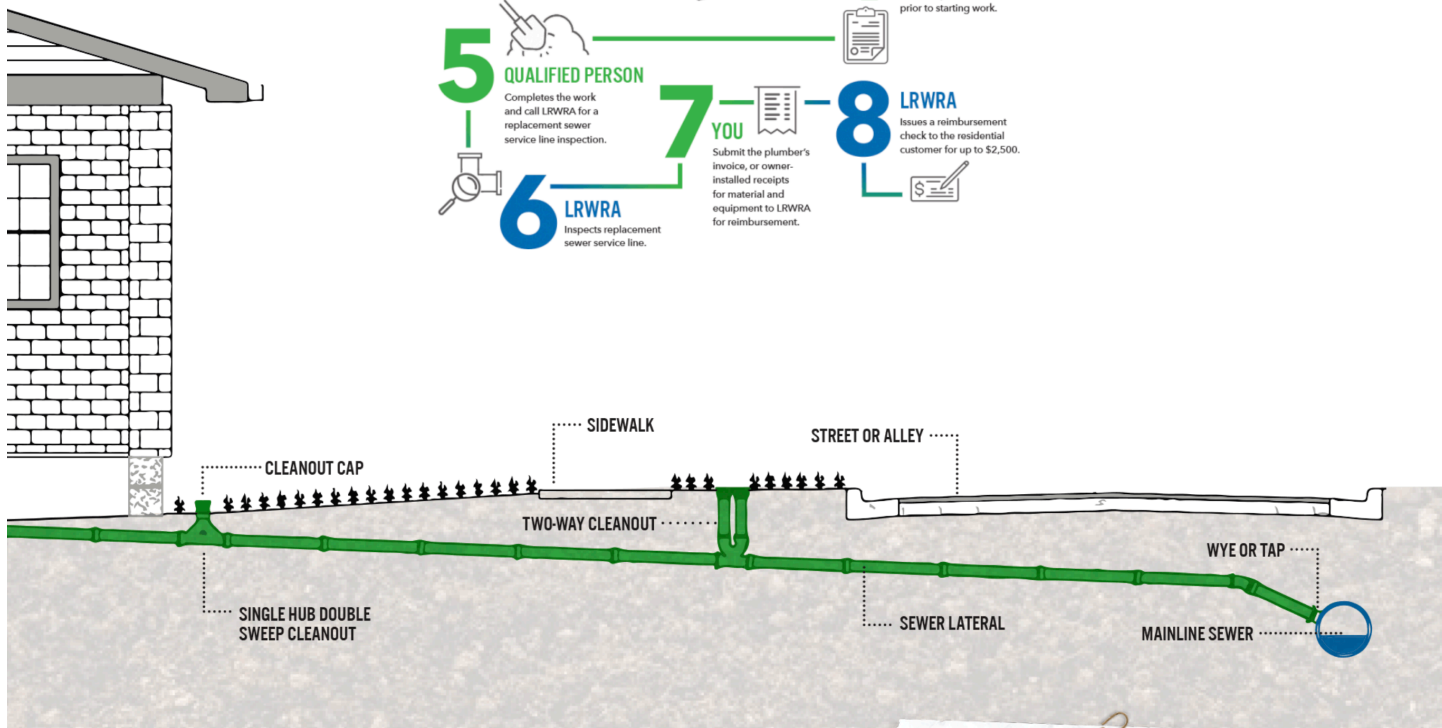 prior to starting work.
5
QUALIFIED PERSON
Completes the work
and call LRWRA for a
replacement sewer
service line inspection.
6
LRWRA
Inspects replacement
sewer service line.
7
YOU
Submit the plumber's
invoice, or owner-
installed receipts
for material and
equipment to LRWRA
for reimbursement.
8
LRWRA
Issues a reimbursement
check to the residential
customer for up to $2,500.
$
SIDEWALK
STREET OR ALLEY
CLEANOUT CAP
TWO-WAY CLEANOUT
WYE OR TAP
SINGLE HUB DOUBLE
SWEEP CLEANOUT
SEWER LATERAL
MAINLINE SEWER